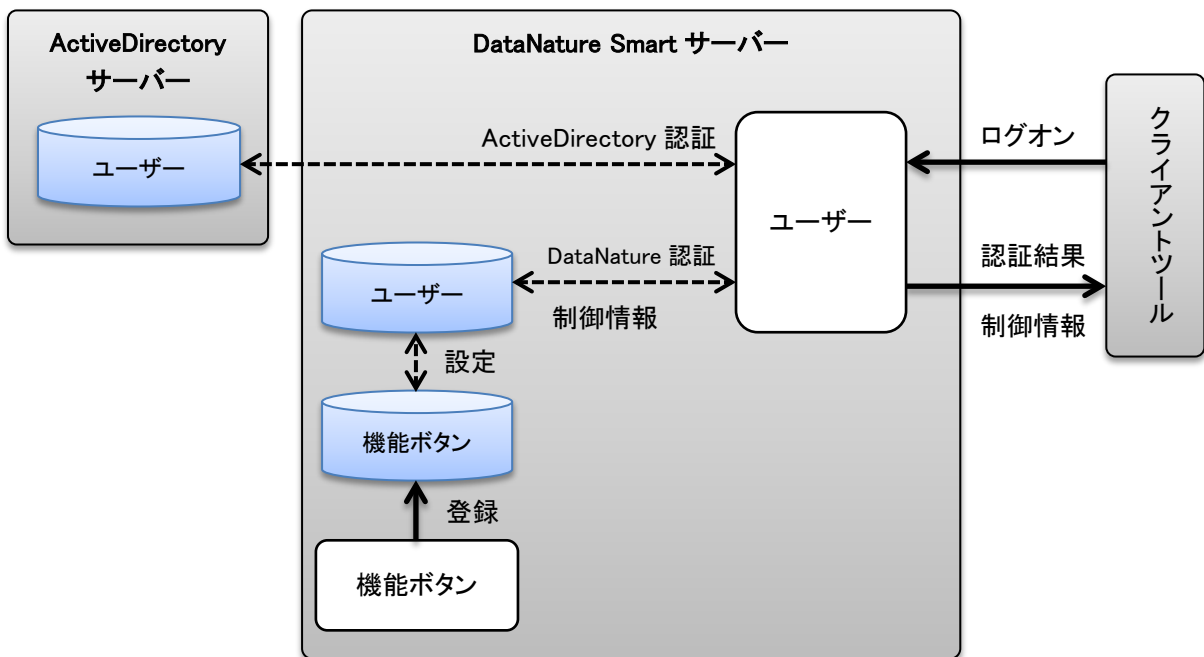 ActiveDirectory
サーバー
ユーザー
DataNature Smart サーバー
ActiveDirectory 認証
ユーザー
DataNature 認証
制御情報
ユーザー
設定
機能ボタン
登録
機能ボタン
ログオン
認証結果
制御情報
クライアントツール